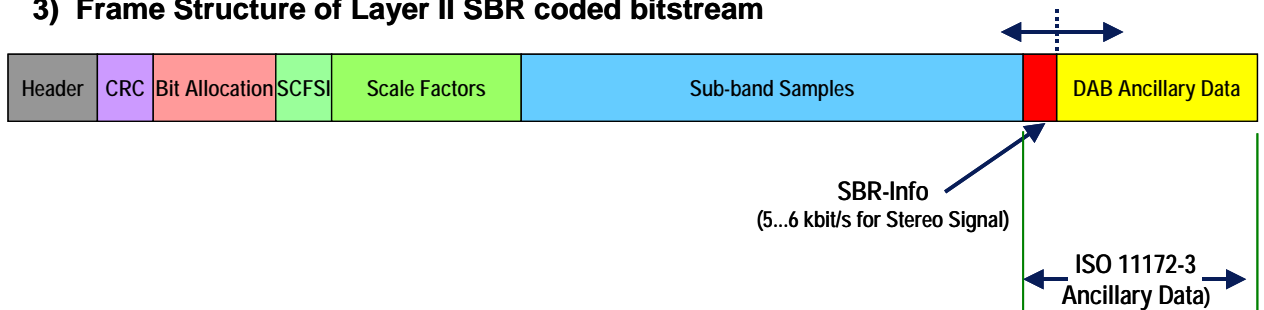 3) Frame Structure of Layer II SBR coded bitstream
Header CRC Bit Allocation SCFSI Scale Factors Sub-band Samples DAB Ancillary Data
SBR-Info
(5...6 kbit/s for Stereo Signal)
ISO 11172-3
Ancillary Data)